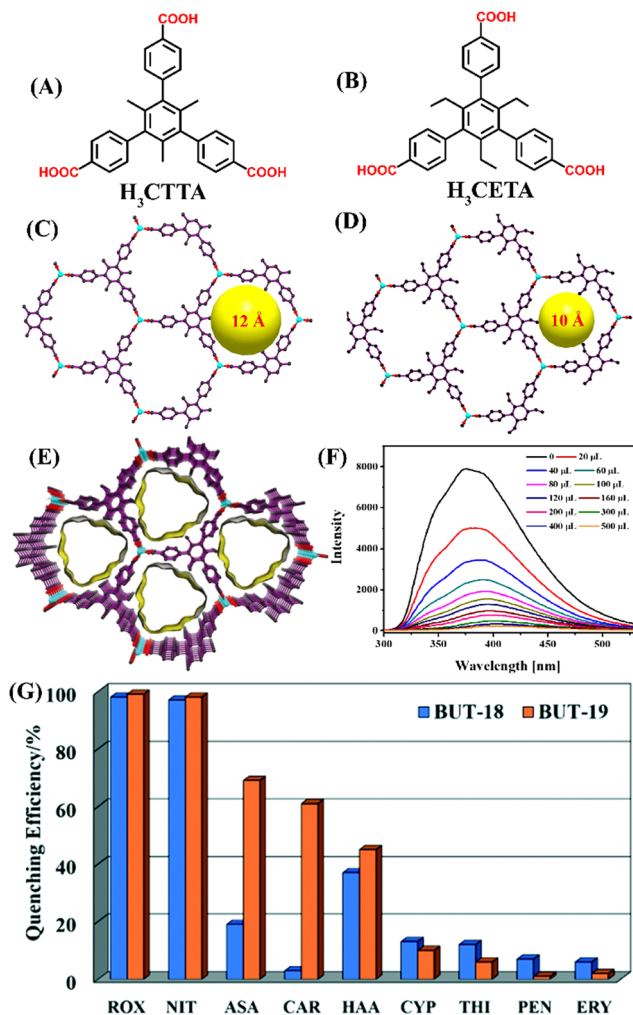 COOH
(A)
HOOC
COOH
H₃CTTA
COOH
(B)
HOOC
COOH
H₃CETA
(C)
12 Å
(D)
10 Å
(E)
(F)
Intensity
8000
6000
4000
2000
0
0 20 µL
40 µL 60 µL
80 µL 100 µL
120 µL 160 µL
200 µL 300 µL
400 µL 500 µL
300 350 400 450 500
Wavelength [nm]
(G)
Quenching Efficiency/%
100
80
60
40
20
0
BUT-18 BUT-19
ROX NIT ASA CAR HAA CYP THI PEN ERY